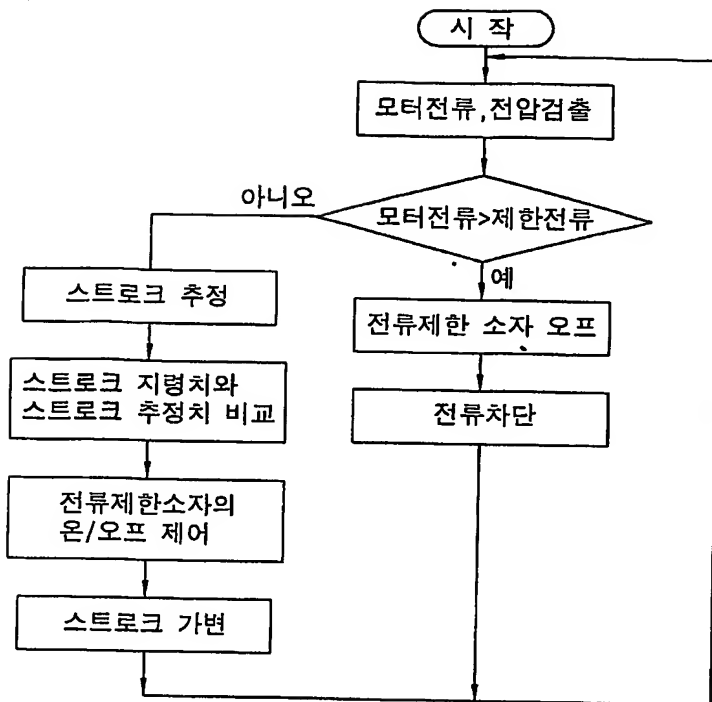 시 작
모터전류,전압검출
모터전류>제한전류
아니오
예
스트로크 추정
전류제한 소자 오프
스트로크 지령치와
스트로크 추정치 비교
전류차단
전류제한소자의
온/오프 제어
스트로크 가변